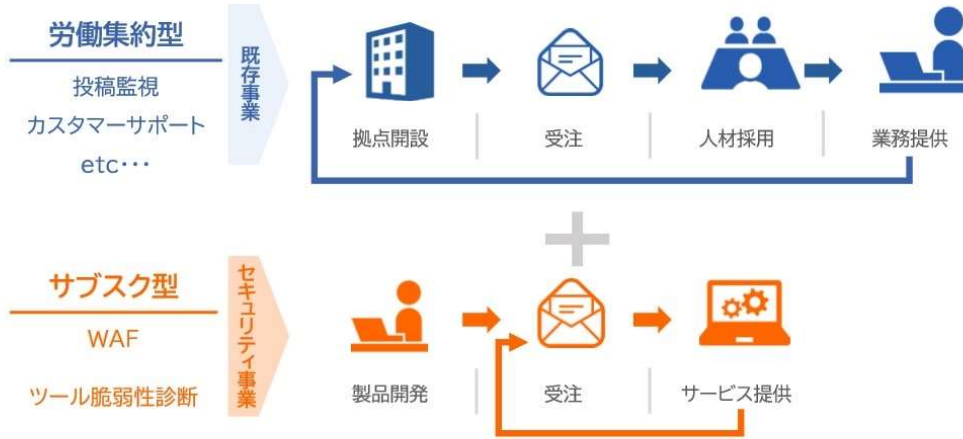 労働集約型
投稿監視
カスタマーサポート
etc･･･
既存事業
拠点開設
受注
人材採用
業務提供
サブスク型
WAF
ツール脆弱性診断
セキュリティ事業
製品開発
受注
サービス提供